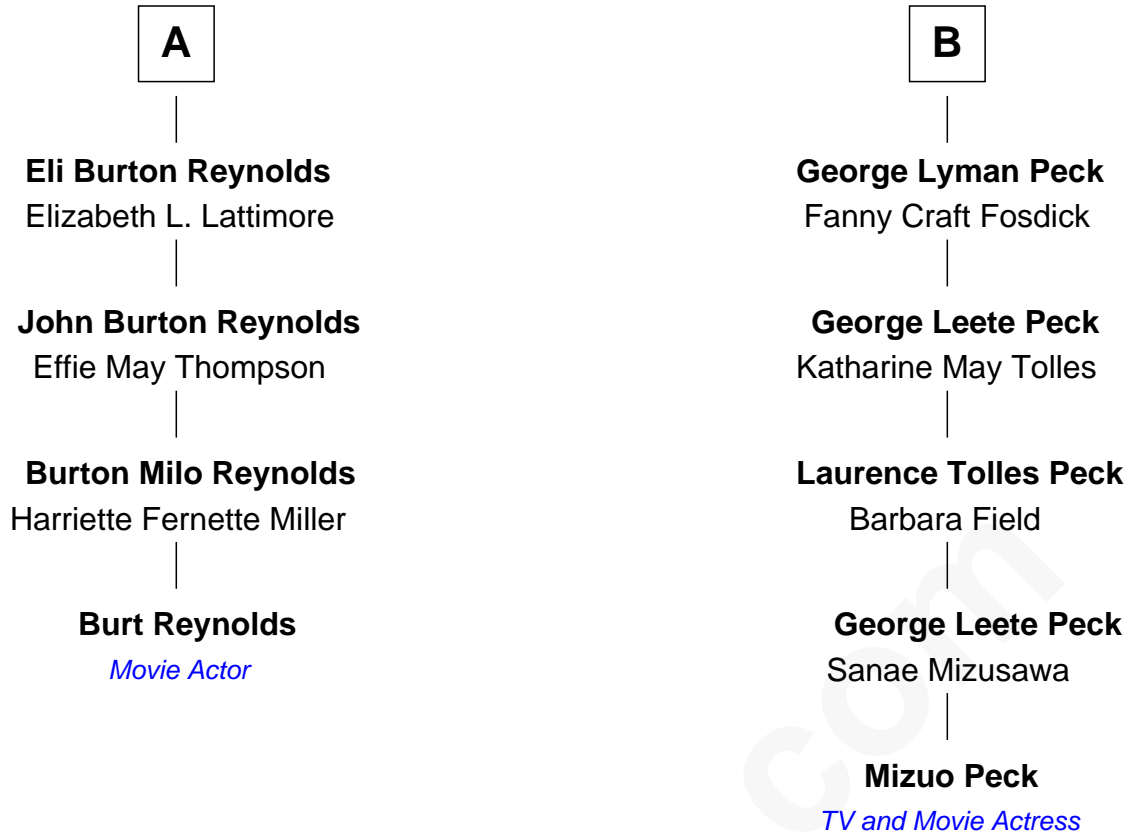 A
Eli Burton Reynolds
Elizabeth L. Lattimore
John Burton Reynolds
Effie May Thompson
Burton Milo Reynolds
Harriette Fernette Miller
Burt Reynolds
Movie Actor
B
George Lyman Peck
Fanny Craft Fosdick
George Leete Peck
Katharine May Tolles
Laurence Tolles Peck
Barbara Field
George Leete Peck
Sanae Mizusawa
Mizuo Peck
TV and Movie Actress
com